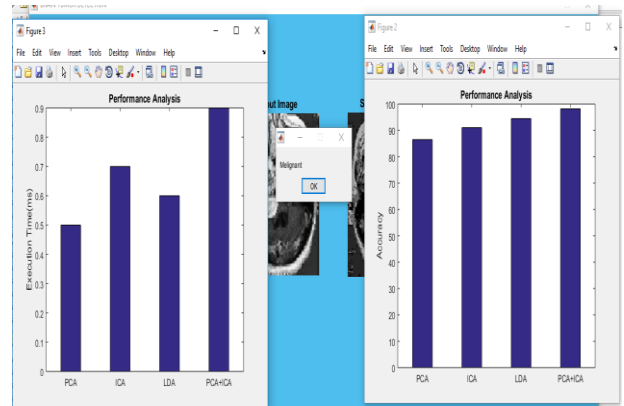 Figure 3
File Edit View Insert Tools Desktop Window Help
Performance Analysis
Execution Time(ms)
0.9
0.8
0.7
0.6
0.5
0.4
0.3
0.2
0.1
0
PCA ICA LDA PCA+ICA
ut Image
S
Melignant
OK
Figure 2
File Edit View Insert Tools Desktop Window Help
Performance Analysis
Accuracy
100
90
80
70
60
50
40
30
20
10
0
PCA ICA LDA PCA+ICA